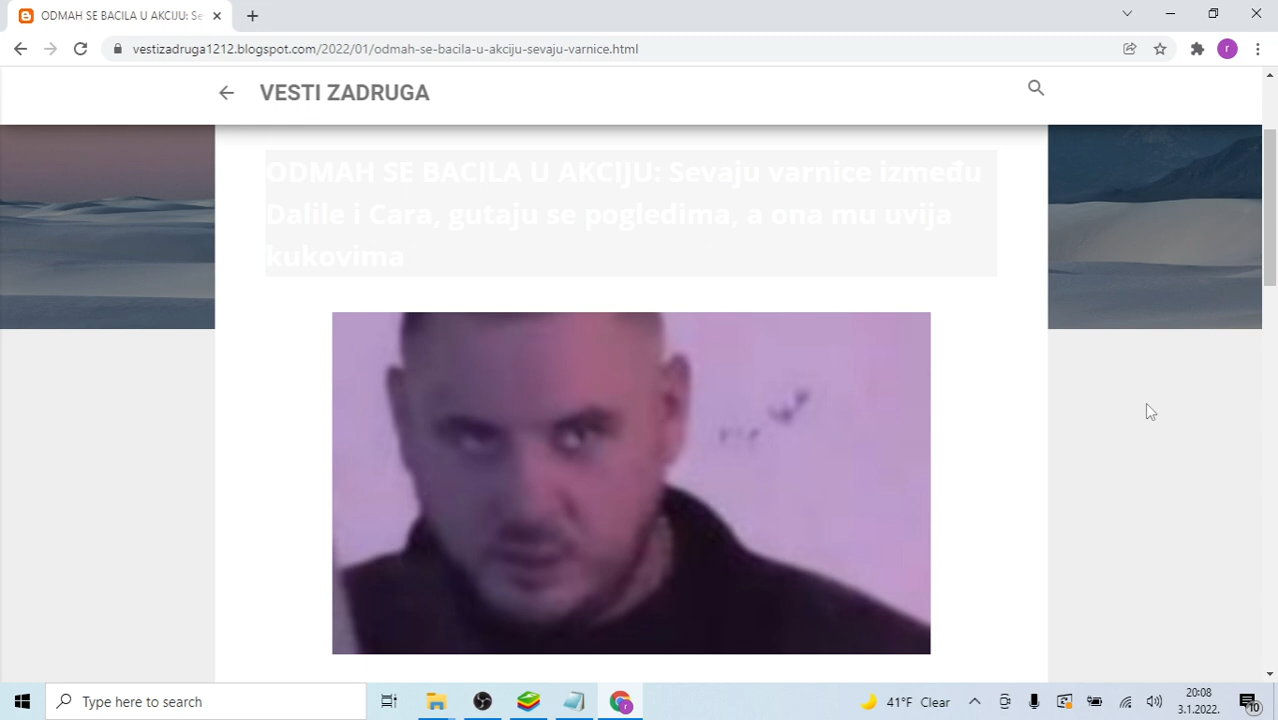 ODMAH SE BACILA U AKCIJU: Se
vestizadruga1212.blogspot.com/2022/01/odmah-se-bacila-u-akciju-sevaju-varnice.html
r
VESTI ZADRUGA
ODMAH SE BACILA U AKCIJU: Sevaju varnice između
Dalile i Cara, gutaju se pogledima, a ona mu uvija
kukovima
Type here to search
r
41°F Clear
20:08
3.1.2022.
10